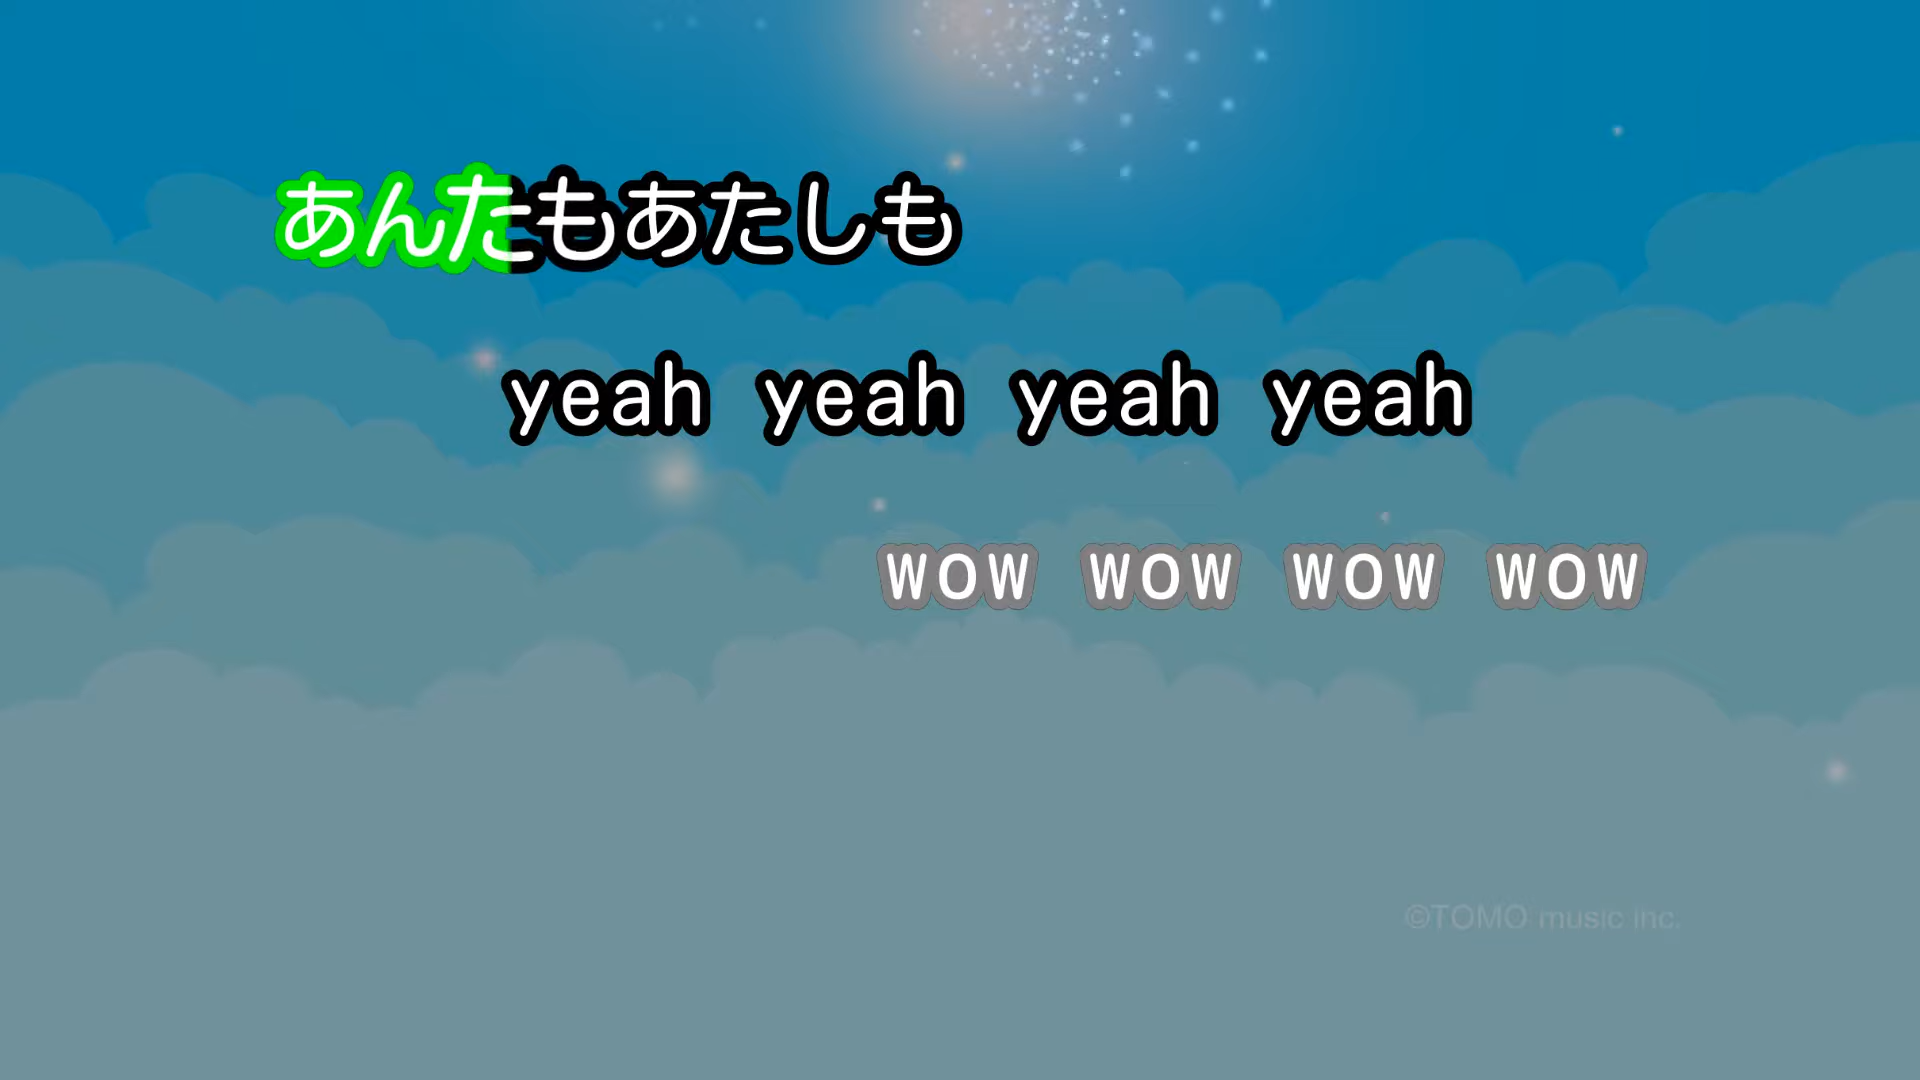 あんたもあたしも
yeah yeah yeah yeah
wow wow wow wow
©TOMO music inc.